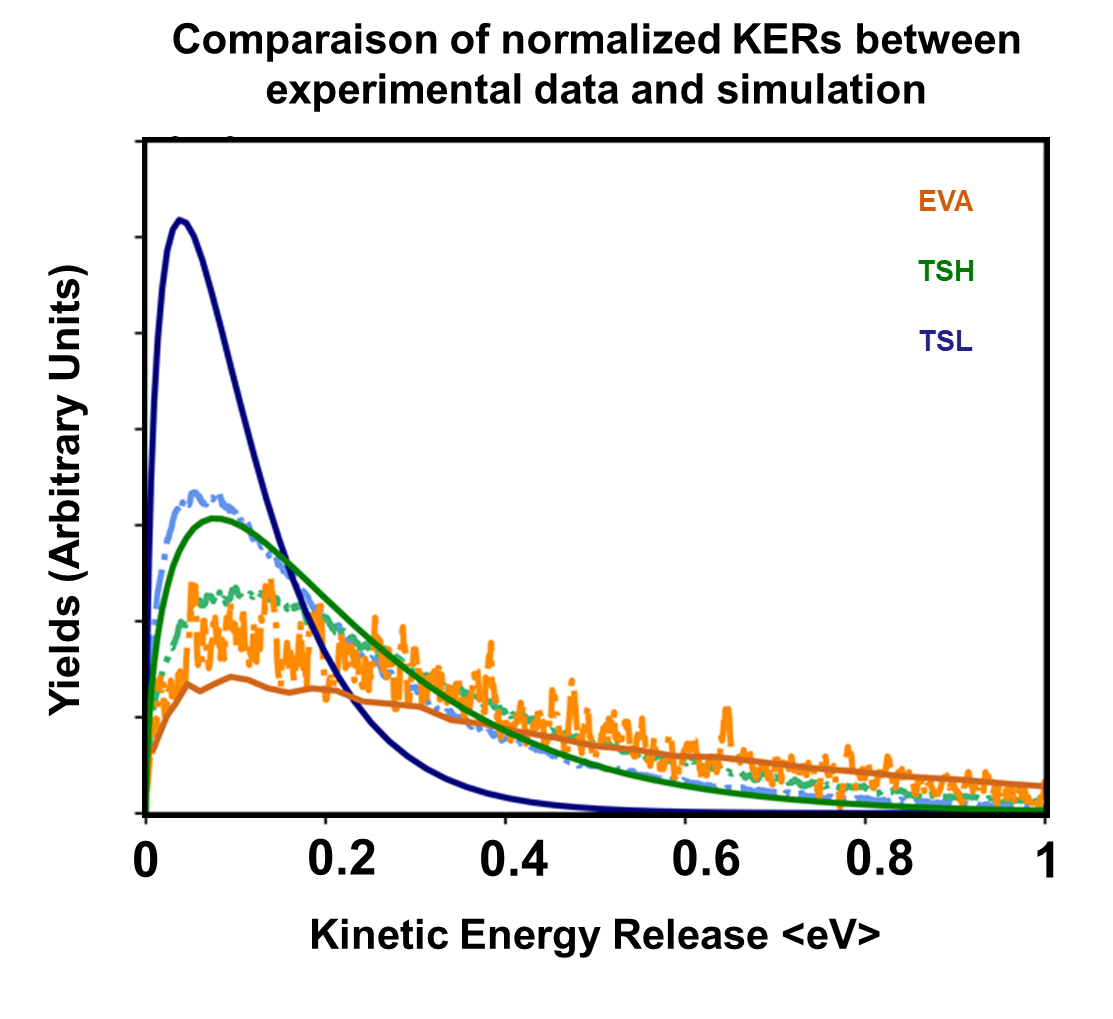 Comparaison of normalized KERs between
experimental data and simulation
EVA
TSH
TSL
Yields (Arbitrary Units)
0 0.2 0.4 0.6 0.8 1
Kinetic Energy Release <eV>